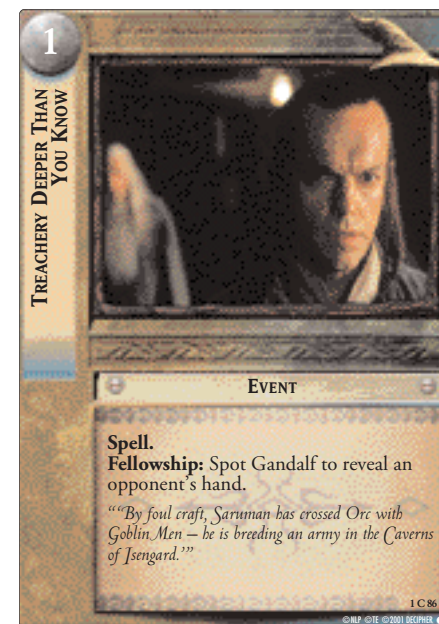 1
TREACHERY DEEPER THAN
YOU KNOW
EVENT
Spell.
Fellowship: Spot Gandalf to reveal an
opponent's hand.
““By foul craft, Saruman has crossed Orc with
Goblin Men – he is breeding an army in the Caverns
of Isengard.’”
1 C 86
©NLP ©TE ©2001 DECIPHER